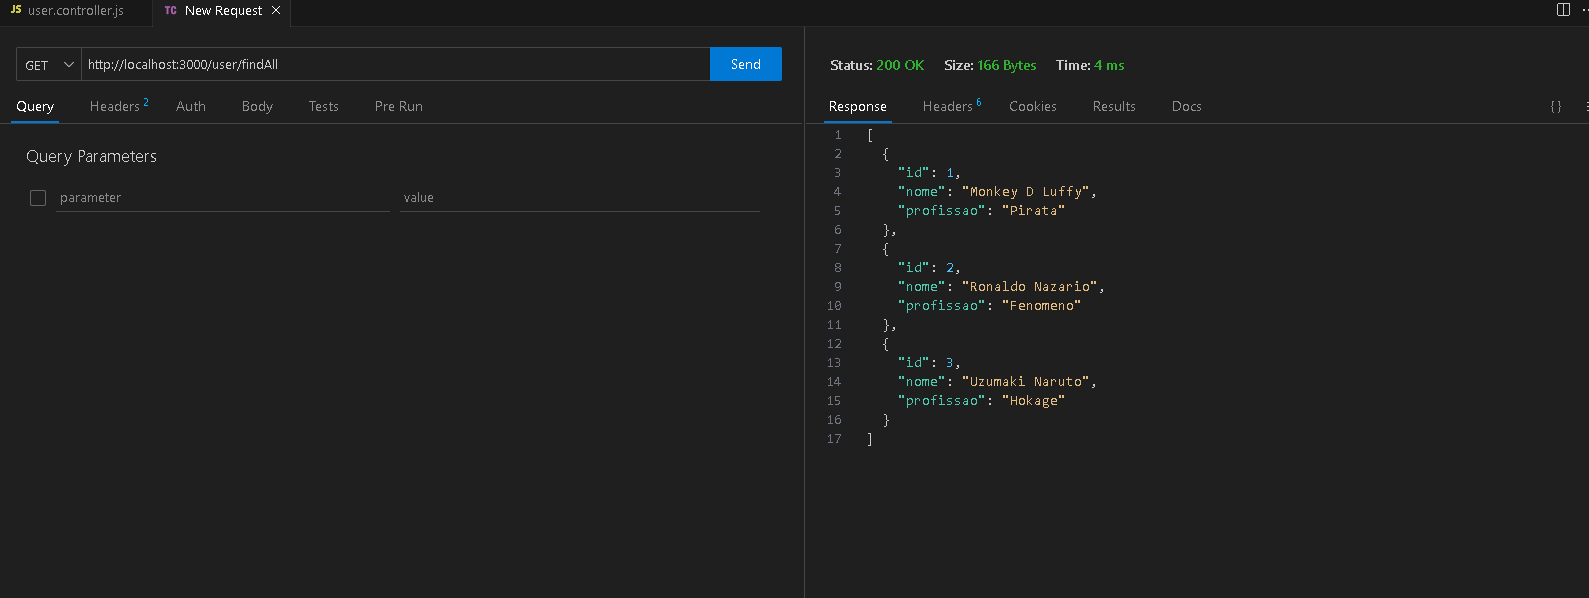 JS user.controller.js
TC New Request
GET http://localhost:3000/user/findAll Send
Query Headers 2 Auth Body Tests Pre Run
Query Parameters
parameter value
Status: 200 OK Size: 166 Bytes Time: 4 ms
Response Headers 6 Cookies Results Docs {}
1 [
2 {
3 "id": 1,
4 "nome": "Monkey D Luffy",
5 "profissao": "Pirata"
6 },
7 {
8 "id": 2,
9 "nome": "Ronaldo Nazario",
10 "profissao": "Fenomeno"
11 },
12 {
13 "id": 3,
14 "nome": "Uzumaki Naruto",
15 "profissao": "Hokage"
16 }
17 ]